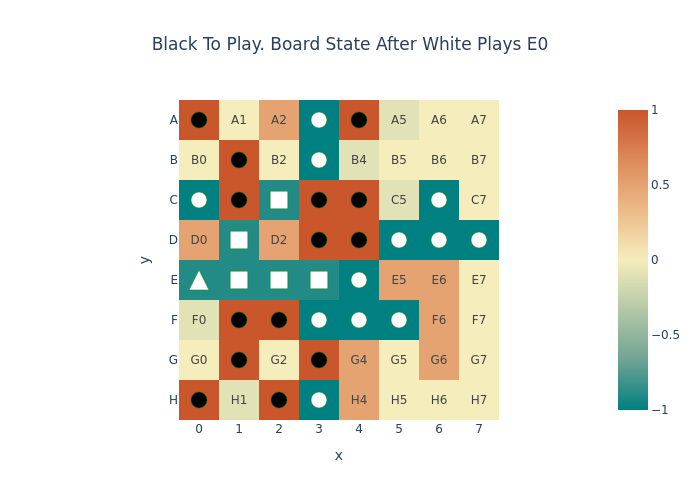 Black To Play. Board State After White Plays E0
A A1 A2 A5 A6 A7
B B0 B2 B4 B5 B6 B7
C C5 C7
D D0 D2
E E5 E6 E7
F F0 F6 F7
G G0 G2 G4 G5 G6 G7
H H1 H4 H5 H6 H7
0 1 2 3 4 5 6 7
x
y
1
0.5
0
−0.5
−1